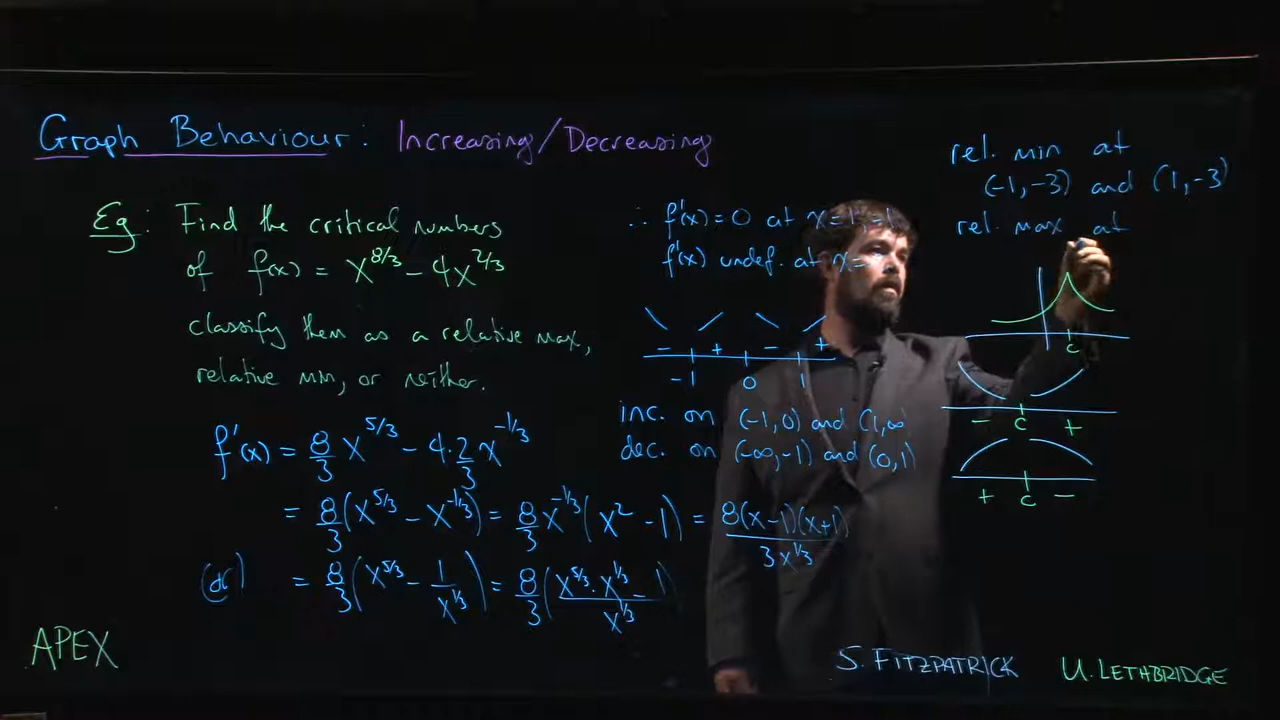 Graph Behaviour: Increasing/Decreasing
Eg: Find the critical numbers
of f(x) = x^{8/3} - 4x^{2/3}
classify them as a relative max,
relative min, or neither.
f'(x) = 8/3 x^{5/3} - 4·2/3 x^{-1/3}
= 8/3 (x^{5/3} - x^{-1/3}) = 8/3 x^{-1/3} (x^2 - 1) = 8(x-1)(x+1) / 3x^{1/3}
(or) = 8/3 (x^{5/3} - 1/x^{1/3}) = 8/3 (x^{5/3} · x^{1/3} - 1 / x^{1/3})
∴ f'(x) = 0 at x = 1, -1
f'(x) undef. at x =
- + - +
-1 0 1
inc. on (-1, 0) and (1, ∞
dec. on (-∞, -1) and (0, 1)
rel. min at
(-1, -3) and (1, -3)
rel. max at
c
- c +
+ c -
APEX
S. FITZPATRICK U. LETHBRIDGE